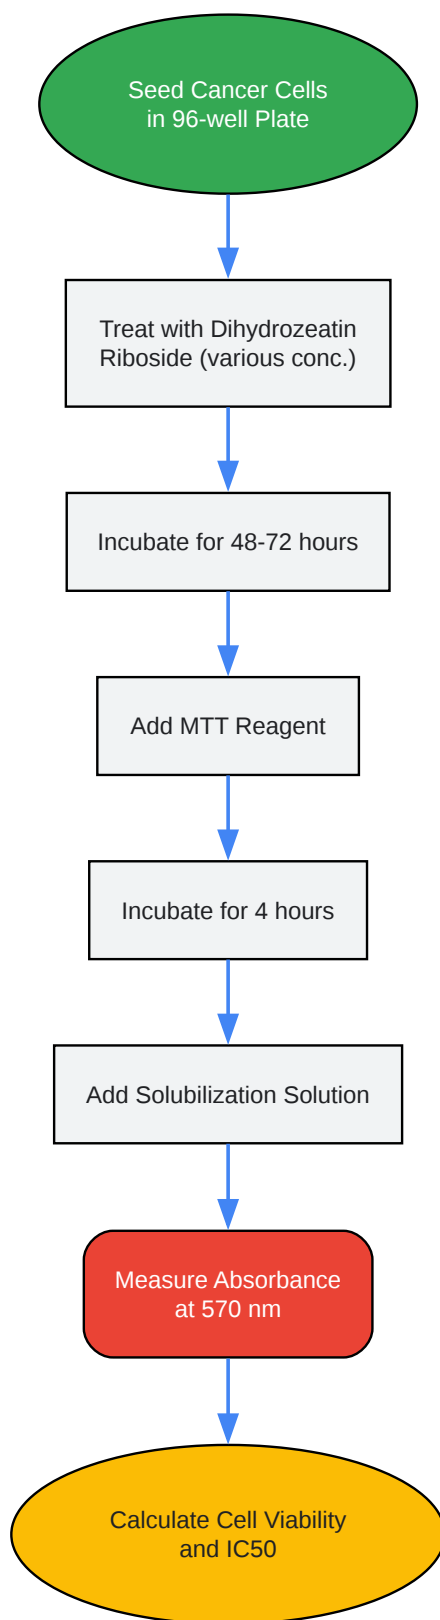 Seed Cancer Cells
in 96-well Plate
Treat with Dihydrozeatin
Riboside (various conc.)
Incubate for 48-72 hours
Add MTT Reagent
Incubate for 4 hours
Add Solubilization Solution
Measure Absorbance
at 570 nm
Calculate Cell Viability
and IC50